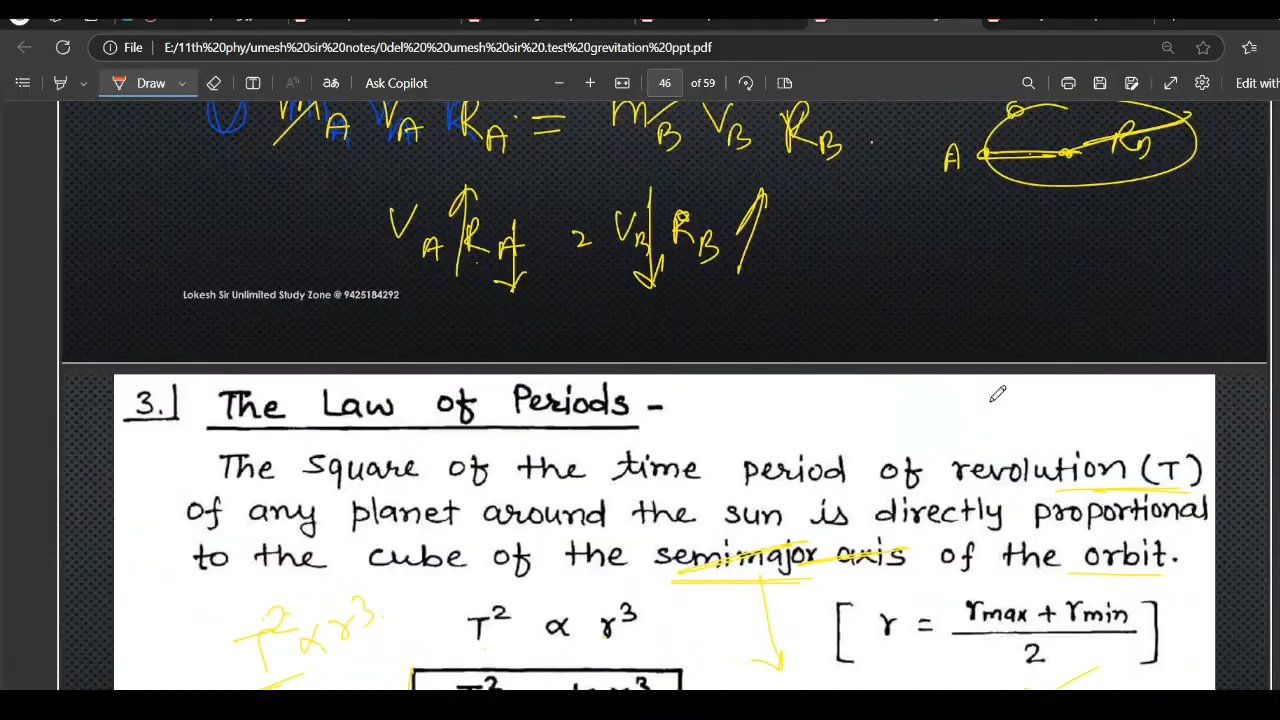 File E:/11th%20phy/umesh%20sir%20notes/0del%20%20umesh%20sir%20.test%20grevitation%20ppt.pdf
Draw aあ Ask Copilot 46 of 59 Edit with
m_A V_A R_A = m_B V_B R_B
A R_B
V_A R_A = V_B R_B
Lokesh Sir Unlimited Study Zone @ 9425184292
3. The Law of Periods -
The square of the time period of revolution (T)
of any planet around the sun is directly proportional
to the cube of the semimajor axis of the orbit.
T² ∝ r³
T² ∝ r³ [ r = rmax + rmin / 2 ]